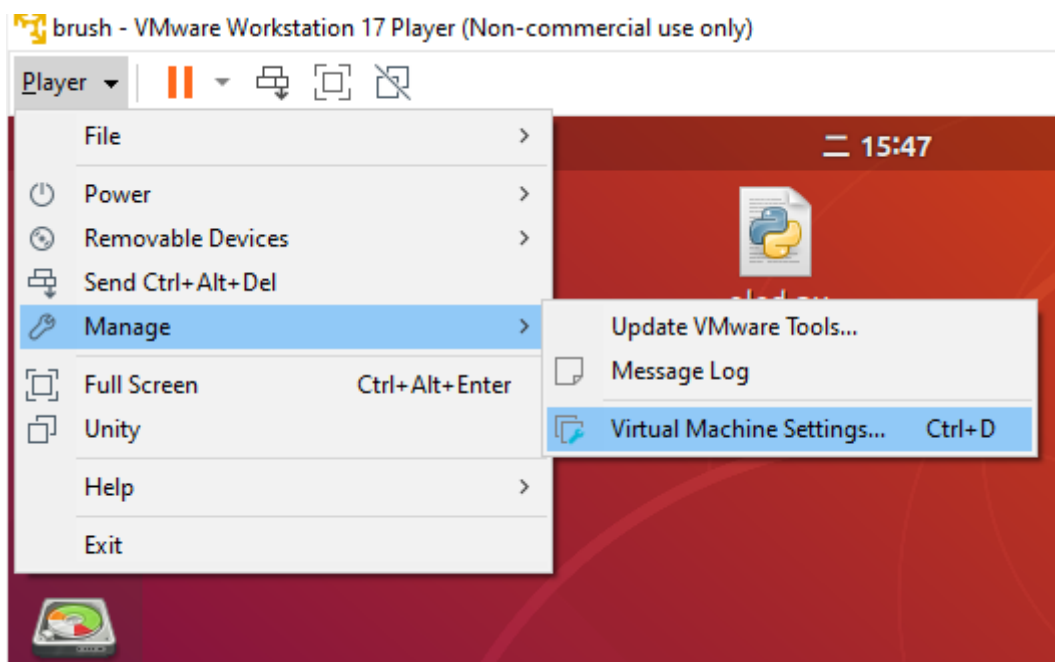 brush - VMware Workstation 17 Player (Non-commercial use only)
Player
File
二 15:47
Power
Removable Devices
Send Ctrl+Alt+Del
Manage
Update VMware Tools...
Message Log
Full Screen Ctrl+Alt+Enter
Unity
Virtual Machine Settings... Ctrl+D
Help
Exit